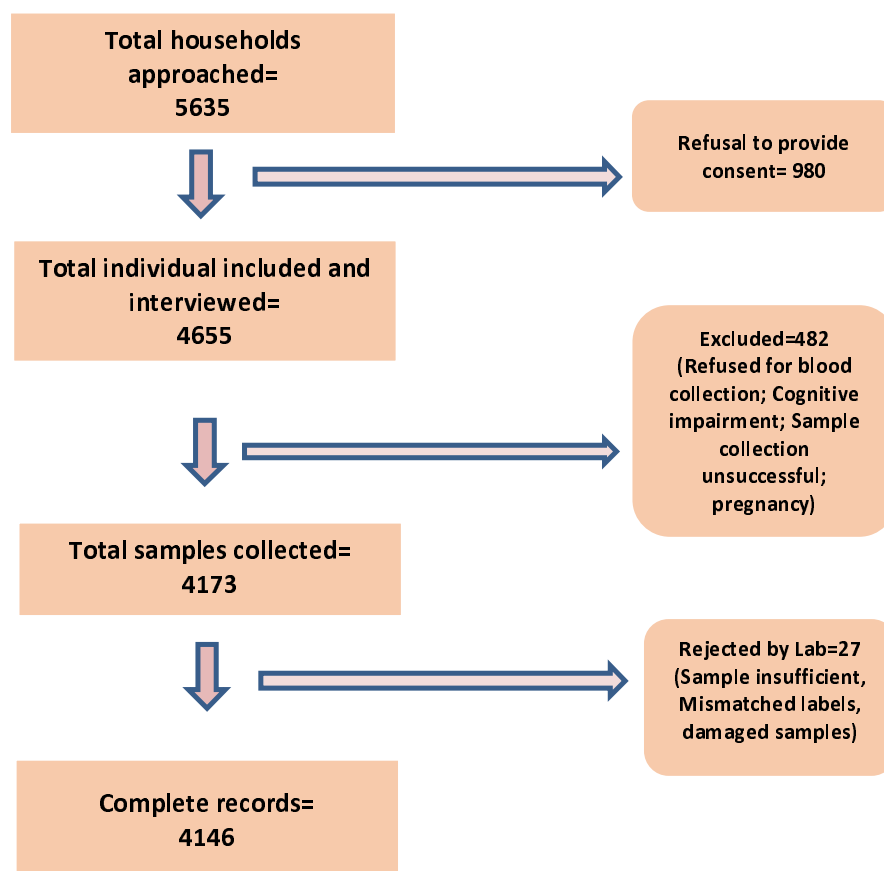 Total households
approached=
5635
Refusal to provide
consent= 980
Total individual included and
interviewed=
4655
Excluded=482
(Refused for blood
collection; Cognitive
impairment; Sample
collection
unsuccessful;
pregnancy)
Total samples collected=
4173
Rejected by Lab=27
(Sample insufficient,
Mismatched labels,
damaged samples)
Complete records=
4146